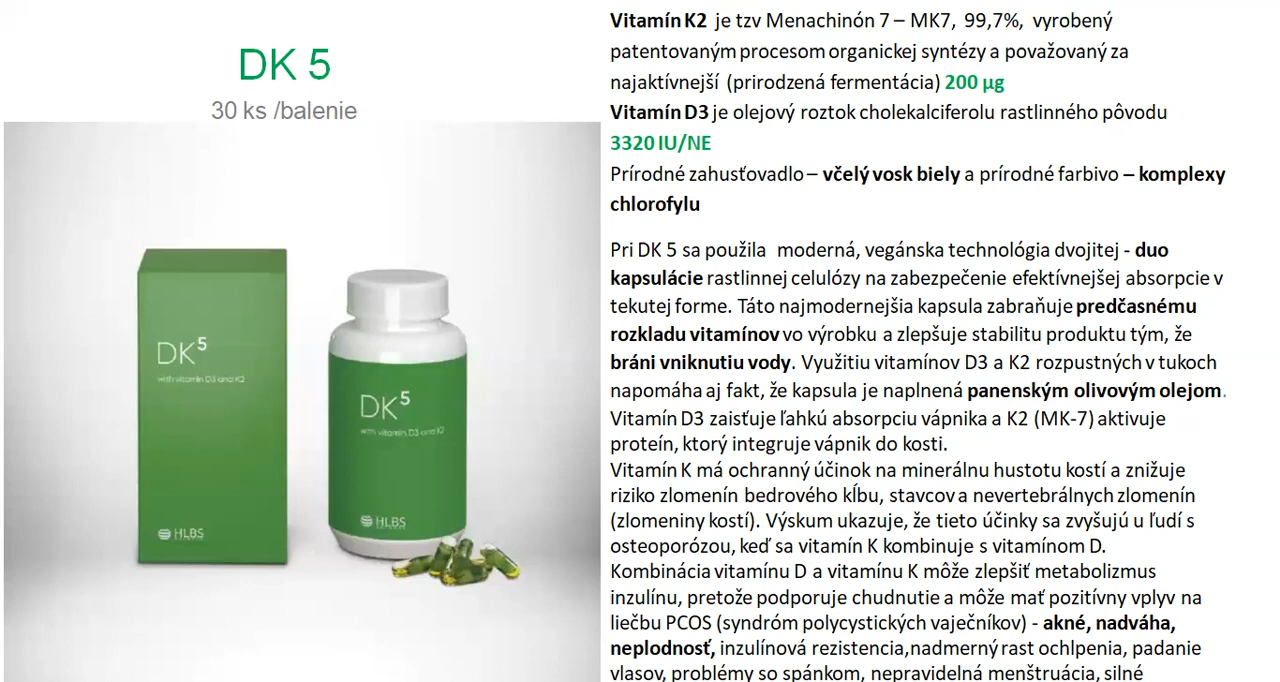 DK 5
30 ks /balenie
DK5
with vitamin D3 and K2
HLBS
DK5
with vitamin D3 and K2
HLBS
Vitamín K2 je tzv Menachinón 7 – MK7, 99,7%, vyrobený
patentovaným procesom organickej syntézy a považovaný za
najaktívnejší (prirodzená fermentácia) 200 µg
Vitamín D3 je olejový roztok cholekalciferolu rastlinného pôvodu
3320 IU/NE
Prírodné zahusťovadlo – včelý vosk biely a prírodné farbivo – komplexy
chlorofylu
Pri DK 5 sa použila moderná, vegánska technológia dvojitej - duo
kapsulácie rastlinnej celulózy na zabezpečenie efektívnejšej absorpcie v
tekutej forme. Táto najmodernejšia kapsula zabraňuje predčasnému
rozkladu vitamínov vo výrobku a zlepšuje stabilitu produktu tým, že
bráni vniknutiu vody. Využitiu vitamínov D3 a K2 rozpustných v tukoch
napomáha aj fakt, že kapsula je naplnená panenským olivovým olejom.
Vitamín D3 zaisťuje ľahkú absorpciu vápnika a K2 (MK-7) aktivuje
proteín, ktorý integruje vápnik do kosti.
Vitamín K má ochranný účinok na minerálnu hustotu kostí a znižuje
riziko zlomenín bedrového kĺbu, stavcov a nevertebrálnych zlomenín
(zlomeniny kostí). Výskum ukazuje, že tieto účinky sa zvyšujú u ľudí s
osteoporózou, keď sa vitamín K kombinuje s vitamínom D.
Kombinácia vitamínu D a vitamínu K môže zlepšiť metabolizmus
inzulínu, pretože podporuje chudnutie a môže mať pozitívny vplyv na
liečbu PCOS (syndróm polycystických vaječníkov) - akné, nadváha,
neplodnosť, inzulínová rezistencia,nadmerný rast ochlpenia, padanie
vlasov, problémy so spánkom, nepravidelná menštruácia, silné